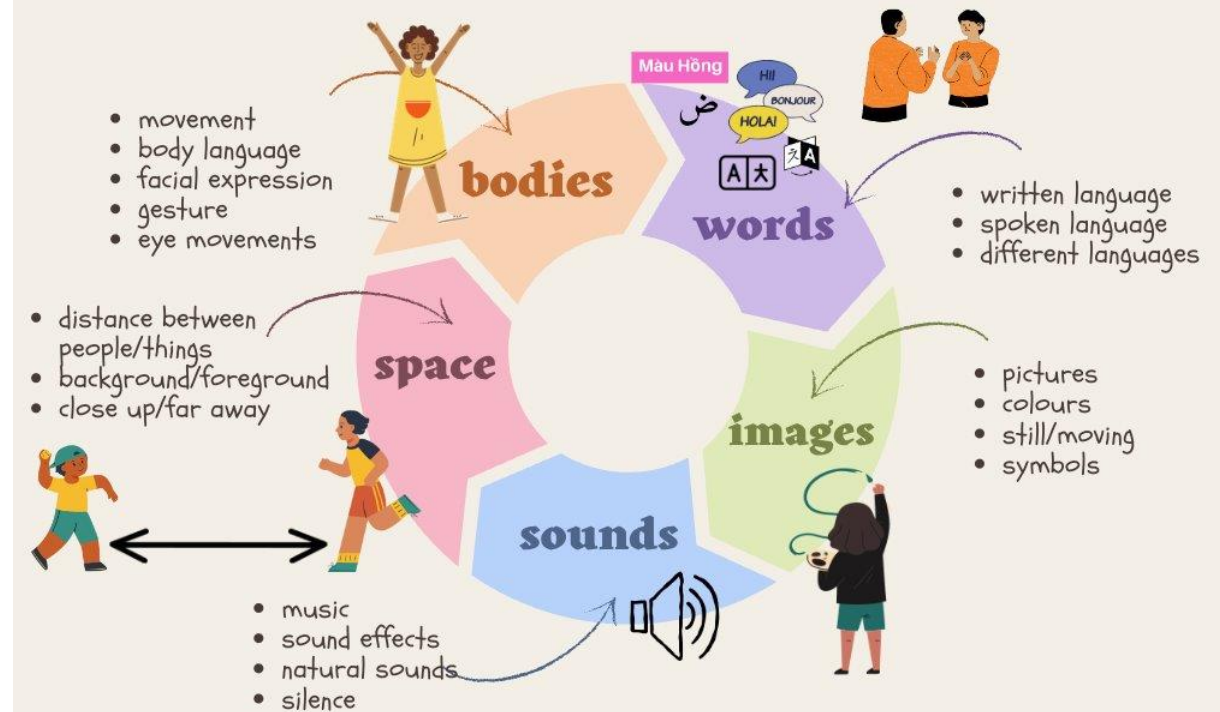 Màu Hồng
ض
HI!
BONJOUR
HOLA!
A 大
文 A
bodies
• movement
• body language
• facial expression
• gesture
• eye movements
words
• written language
• spoken language
• different languages
space
• distance between
people/things
• background/foreground
• close up/far away
images
• pictures
• colours
• still/moving
• symbols
sounds
• music
• sound effects
• natural sounds
• silence